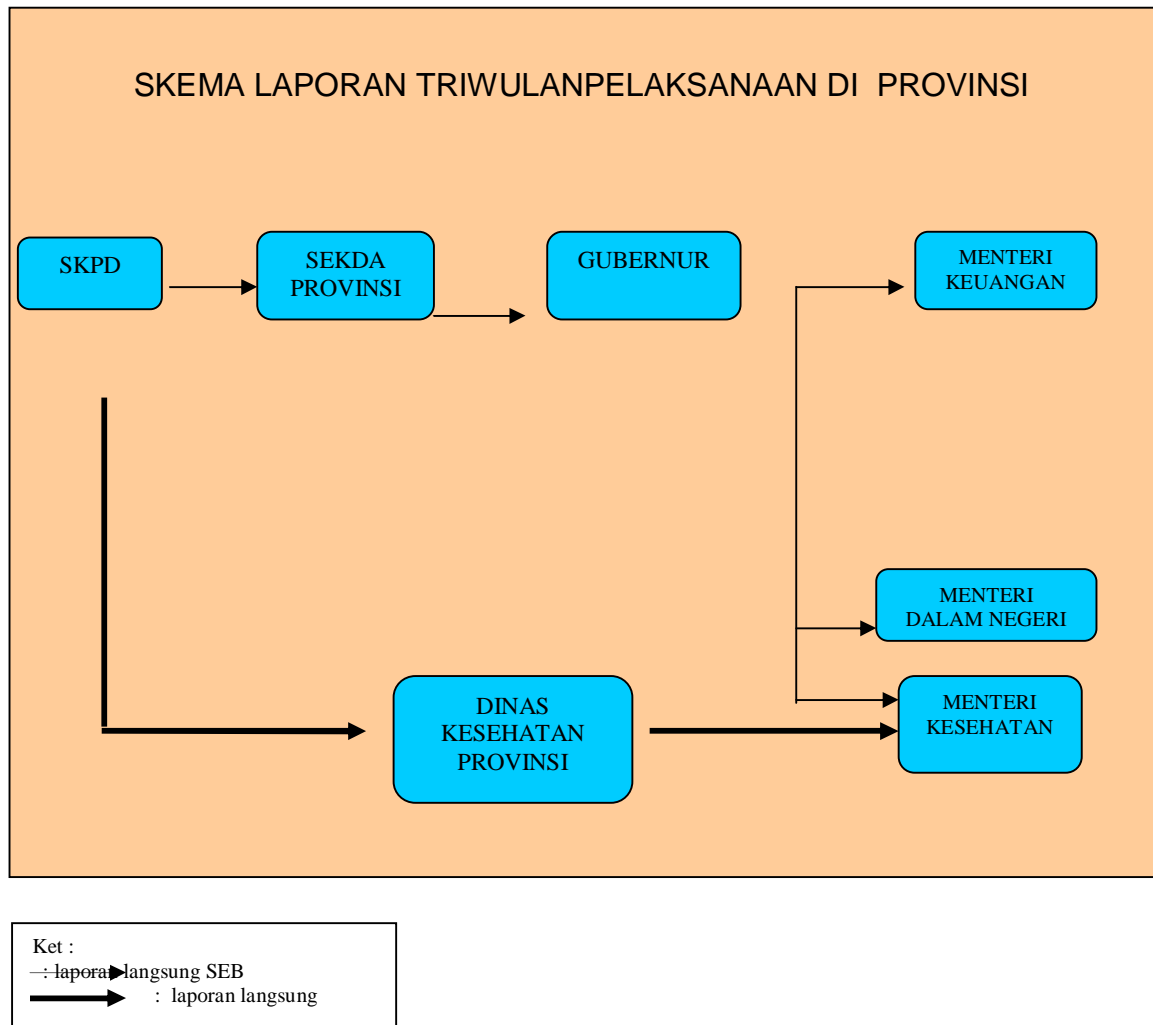 SKEMA LAPORAN TRIWULANPELAKSANAAN DI PROVINSI
SKPD
SEKDA
PROVINSI
GUBERNUR
MENTERI
KEUANGAN
MENTERI
DALAM NEGERI
DINAS
KESEHATAN
PROVINSI
MENTERI
KESEHATAN
Ket :
: laporan langsung SEB
: laporan langsung